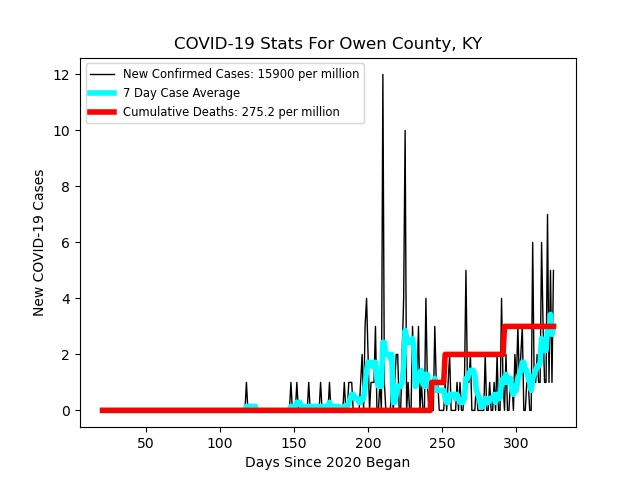 COVID-19 Stats For Owen County, KY
New Confirmed Cases: 15900 per million
7 Day Case Average
Cumulative Deaths: 275.2 per million
New COVID-19 Cases
12
10
8
6
4
2
0
50 100 150 200 250 300
Days Since 2020 Began